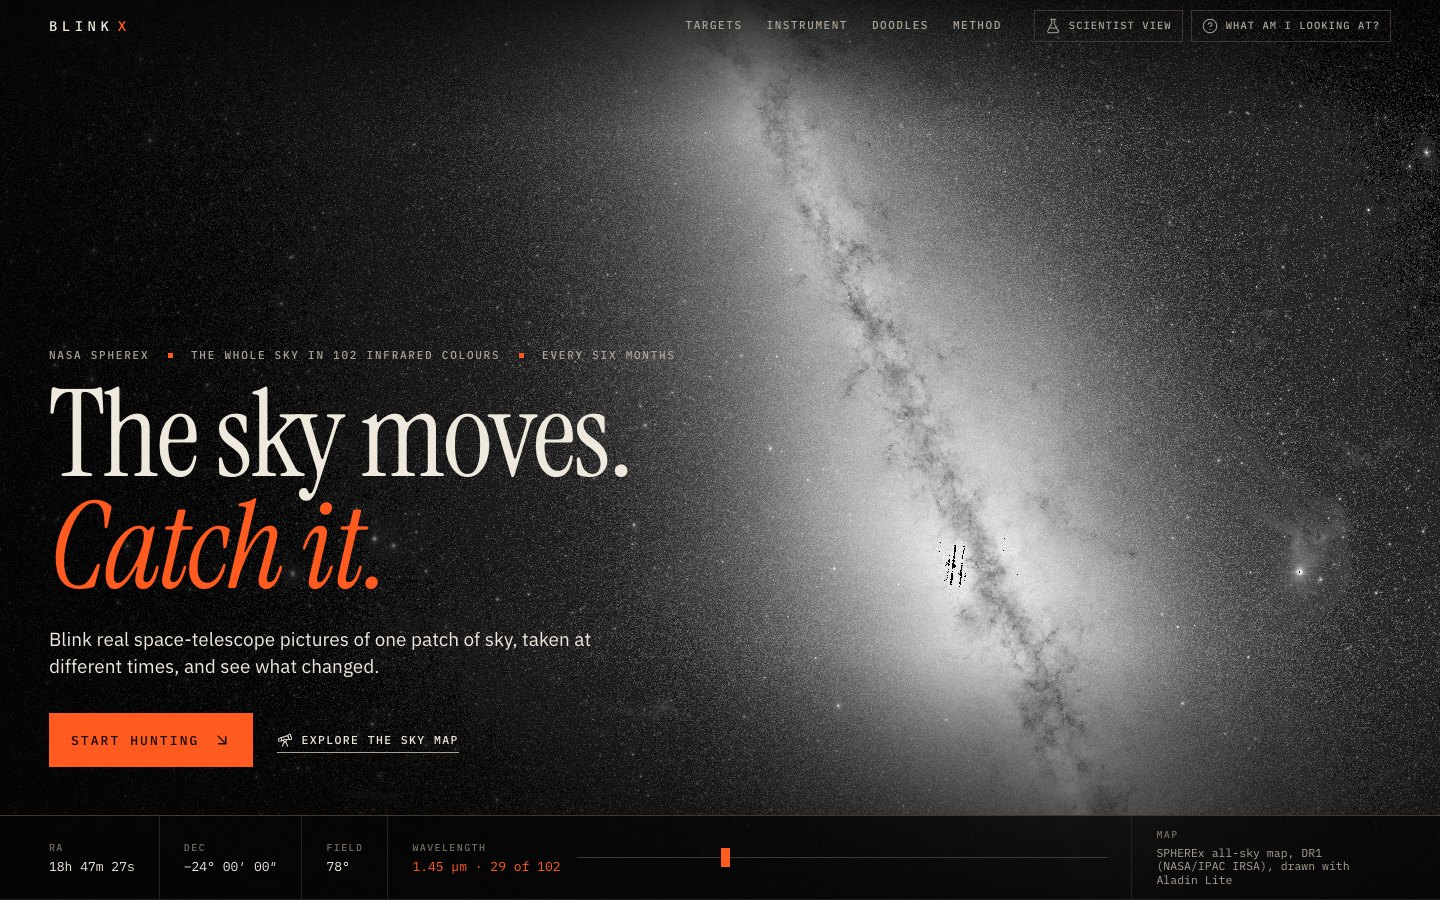 BLINK X
TARGETS INSTRUMENT DOODLES METHOD SCIENTIST VIEW WHAT AM I LOOKING AT?
NASA SPHEREX ■ THE WHOLE SKY IN 102 INFRARED COLOURS ■ EVERY SIX MONTHS
The sky moves.
Catch it.
Blink real space-telescope pictures of one patch of sky, taken at
different times, and see what changed.
START HUNTING ↘
EXPLORE THE SKY MAP
RA
18h 47m 27s
DEC
−24° 00′ 00″
FIELD
78°
WAVELENGTH
1.45 µm · 29 of 102
MAP
SPHEREx all-sky map, DR1
(NASA/IPAC IRSA), drawn with
Aladin Lite